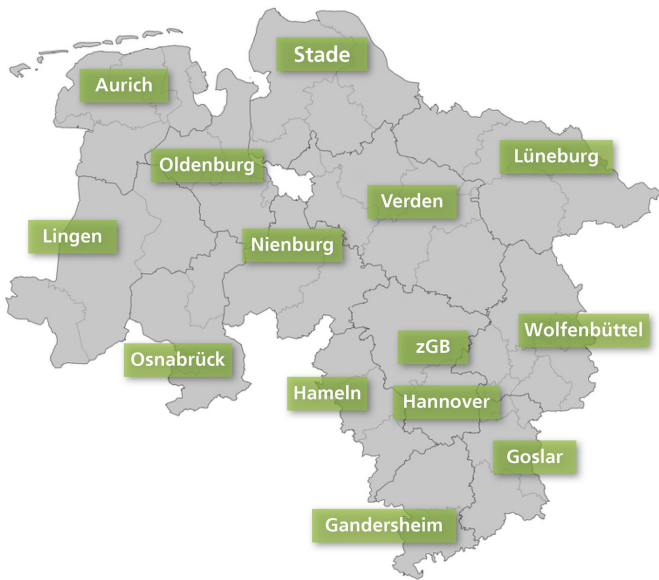 Stade
Aurich
Lüneburg
Oldenburg
Verden
Lingen
Nienburg
Wolfenbüttel
zGB
Osnabrück
Hameln
Hannover
Goslar
Gandersheim